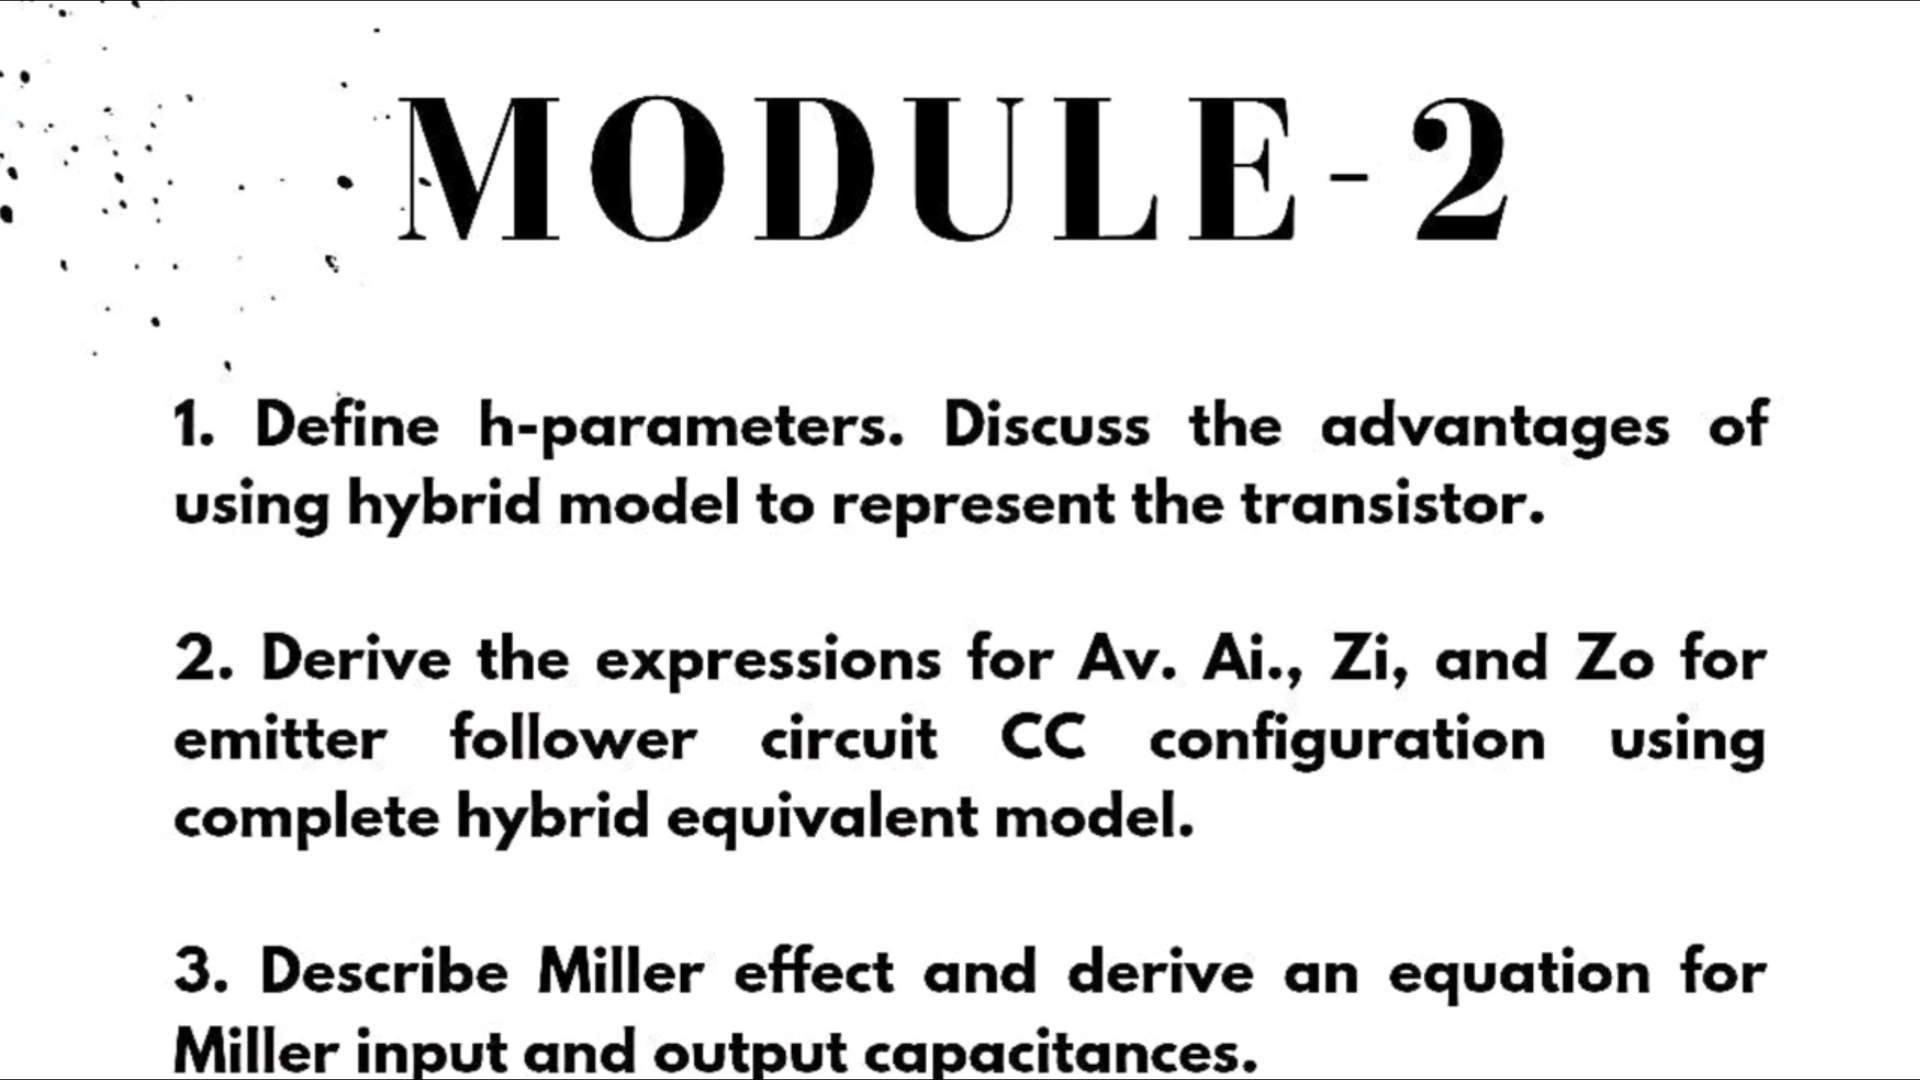 MODULE-2
1. Define h-parameters. Discuss the advantages of
using hybrid model to represent the transistor.
2. Derive the expressions for Av. Ai., Zi, and Zo for
emitter follower circuit CC configuration using
complete hybrid equivalent model.
3. Describe Miller effect and derive an equation for
Miller input and output capacitances.